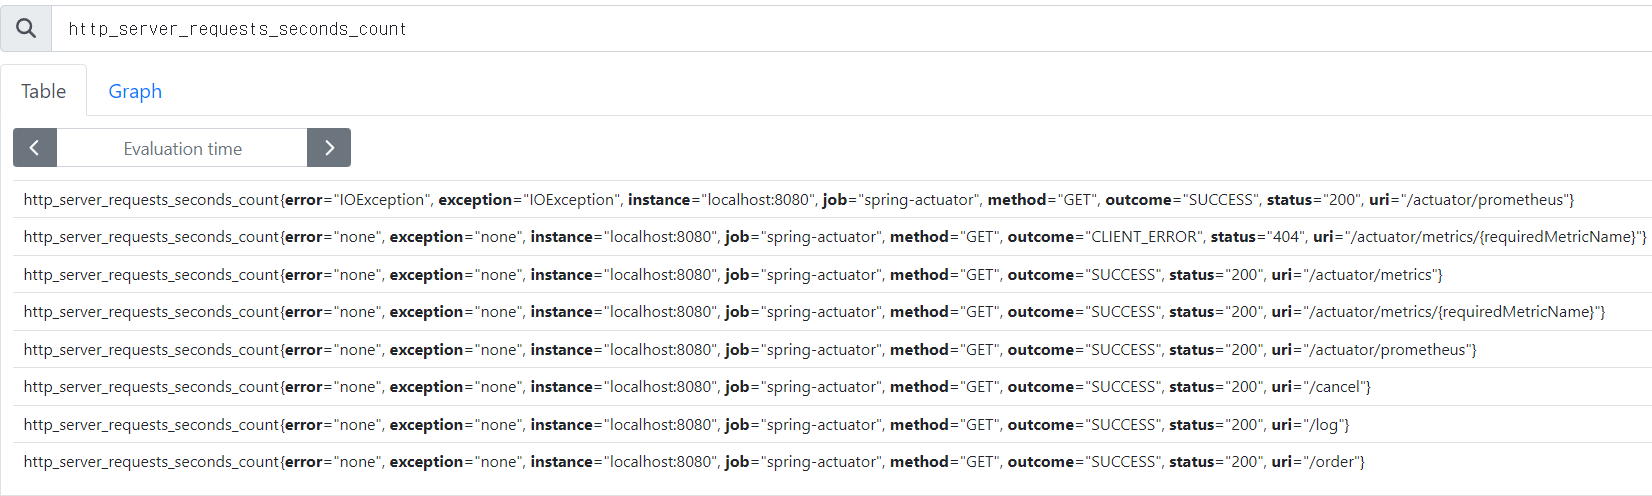 http_server_requests_seconds_count
Table Graph
Evaluation time
http_server_requests_seconds_count{error="IOException", exception="IOException", instance="localhost:8080", job="spring-actuator", method="GET", outcome="SUCCESS", status="200", uri="/actuator/prometheus"}
http_server_requests_seconds_count{error="none", exception="none", instance="localhost:8080", job="spring-actuator", method="GET", outcome="CLIENT_ERROR", status="404", uri="/actuator/metrics/{requiredMetricName}"}
http_server_requests_seconds_count{error="none", exception="none", instance="localhost:8080", job="spring-actuator", method="GET", outcome="SUCCESS", status="200", uri="/actuator/metrics"}
http_server_requests_seconds_count{error="none", exception="none", instance="localhost:8080", job="spring-actuator", method="GET", outcome="SUCCESS", status="200", uri="/actuator/metrics/{requiredMetricName}"}
http_server_requests_seconds_count{error="none", exception="none", instance="localhost:8080", job="spring-actuator", method="GET", outcome="SUCCESS", status="200", uri="/actuator/prometheus"}
http_server_requests_seconds_count{error="none", exception="none", instance="localhost:8080", job="spring-actuator", method="GET", outcome="SUCCESS", status="200", uri="/cancel"}
http_server_requests_seconds_count{error="none", exception="none", instance="localhost:8080", job="spring-actuator", method="GET", outcome="SUCCESS", status="200", uri="/log"}
http_server_requests_seconds_count{error="none", exception="none", instance="localhost:8080", job="spring-actuator", method="GET", outcome="SUCCESS", status="200", uri="/order"}